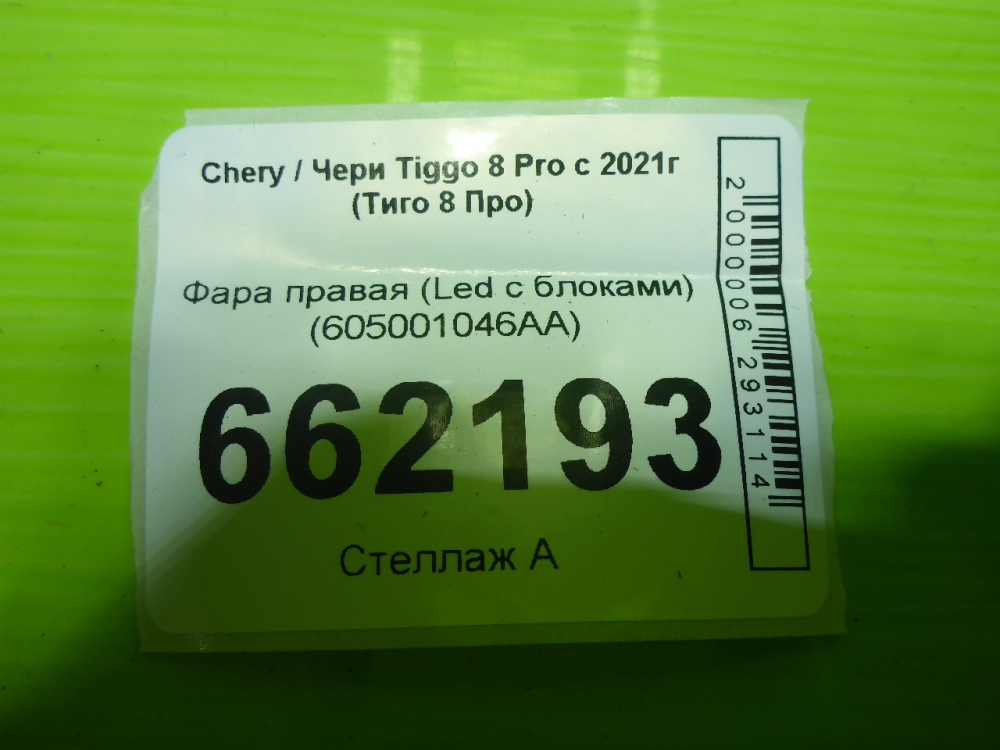 Chery / Чери Tiggo 8 Pro с 2021г
(Тиго 8 Про)
Фара правая (Led с блоками)
(605001046AA)
662193
Стеллаж А
2000006293114